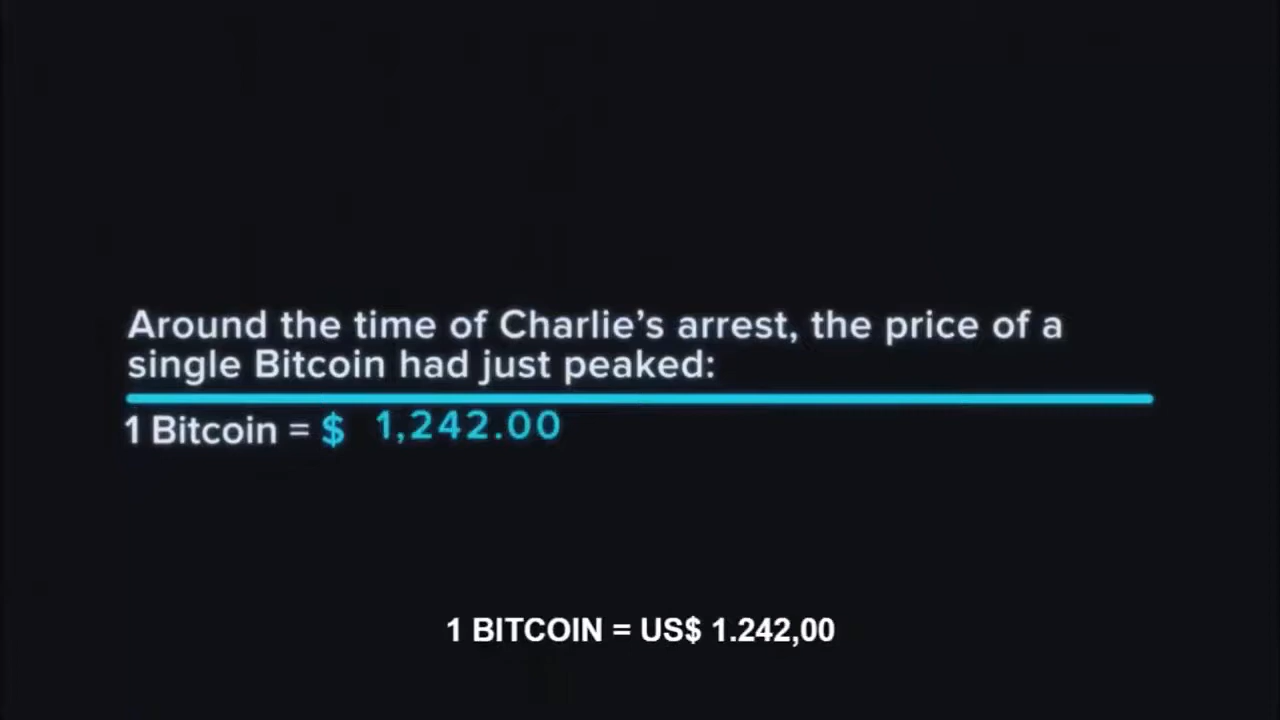 Around the time of Charlie's arrest, the price of a
single Bitcoin had just peaked:
1 Bitcoin = $ 1,242.00
1 BITCOIN = US$ 1.242,00